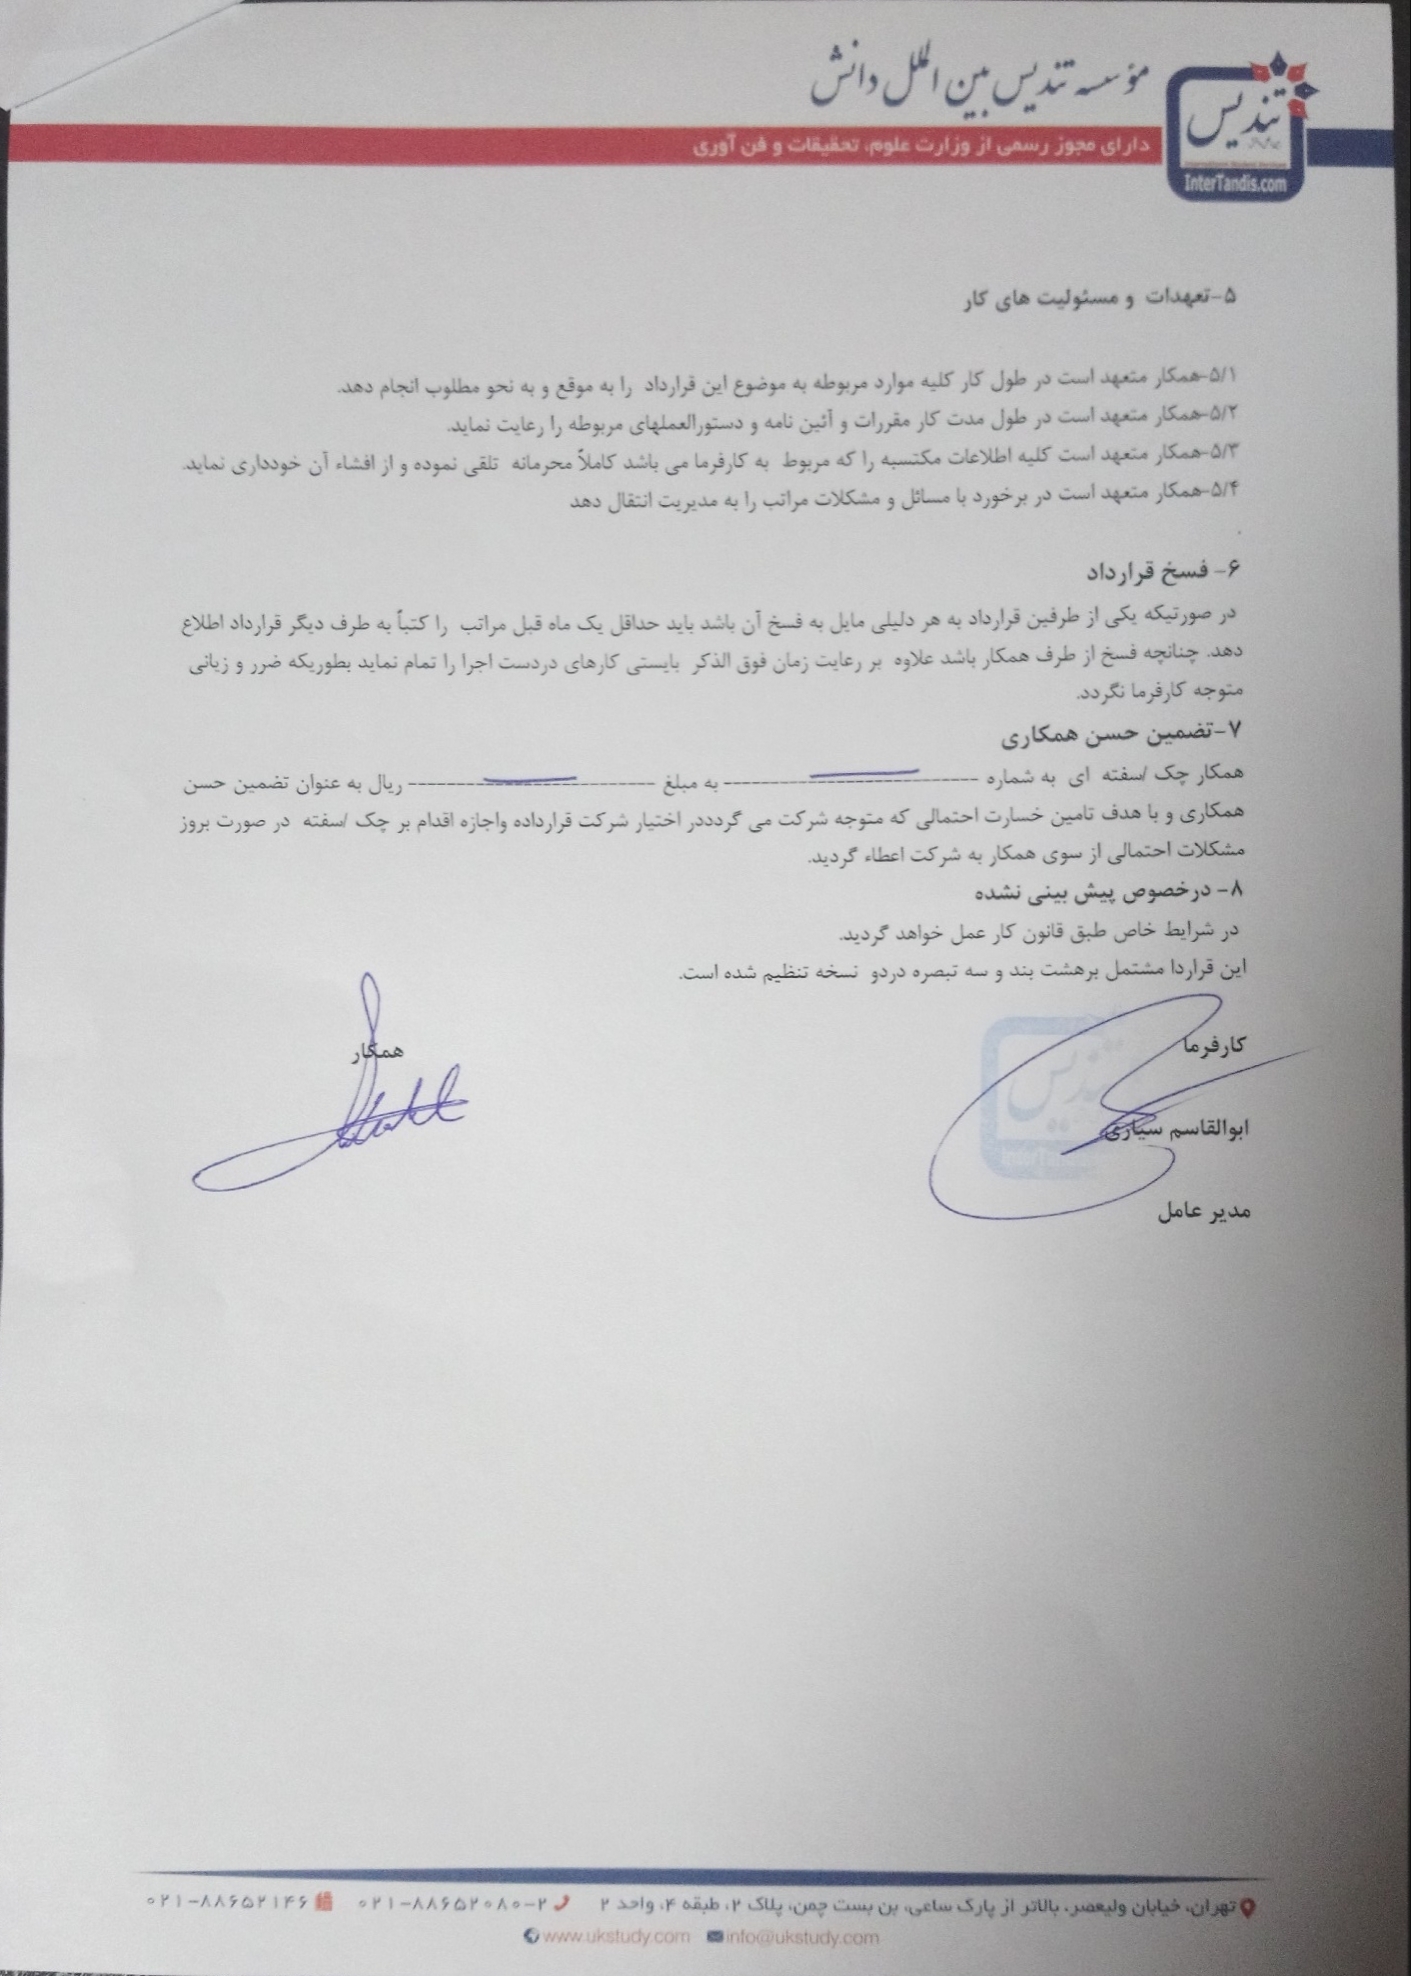 مؤسسه تندیس بین الملل دانش
دارای مجوز رسمی از وزارت علوم، تحقیقات و فن آوری
تندیس
InterTandis.com
۵-تعهدات و مسئولیت های کار
۵/۱-همکار متعهد است در طول کار کلیه موارد مربوطه به موضوع این قرارداد را به موقع و به نحو مطلوب انجام دهد.
۵/۲-همکار متعهد است در طول مدت کار مقررات و آئین نامه و دستورالعملهای مربوطه را رعایت نماید.
۵/۳-همکار متعهد است کلیه اطلاعات مکتسبه را که مربوط به کارفرما می باشد کاملاً محرمانه تلقی نموده و از افشاء آن خودداری نماید.
۵/۴-همکار متعهد است در برخورد با مسائل و مشکلات مراتب را به مدیریت انتقال دهد
.
۶- فسخ قرارداد
در صورتیکه یکی از طرفین قرارداد به هر دلیلی مایل به فسخ آن باشد باید حداقل یک ماه قبل مراتب را کتباً به طرف دیگر قرارداد اطلاع
دهد. چنانچه فسخ از طرف همکار باشد علاوه بر رعایت زمان فوق الذکر بایستی کارهای دردست اجرا را تمام نماید بطوریکه ضرر و زیانی
متوجه کارفرما نگردد.
۷-تضمین حسن همکاری
همکار چک /سفته ای به شماره -------------------------- به مبلغ -------------------------- ریال به عنوان تضمین حسن
همکاری و با هدف تامین خسارت احتمالی که متوجه شرکت می گردددر اختیار شرکت قرارداده واجازه اقدام بر چک /سفته در صورت بروز
مشکلات احتمالی از سوی همکار به شرکت اعطاء گردید.
۸- درخصوص پیش بینی نشده
در شرایط خاص طبق قانون کار عمل خواهد گردید.
این قراردا مشتمل برهشت بند و سه تبصره دردو نسخه تنظیم شده است.
کارفرما
همکار
تندیس
ابوالقاسم سیاری
مدیر عامل
تهران، خیابان ولیعصر، بالاتر از پارک ساعی، بن بست چمن، پلاک ۲، طبقه ۴، واحد ۲ ۰۲۱-۸۸۶۵۲۰۸۰-۲ ۰۲۱-۸۸۶۵۲۱۴۶
www.ukstudy.com info@ukstudy.com